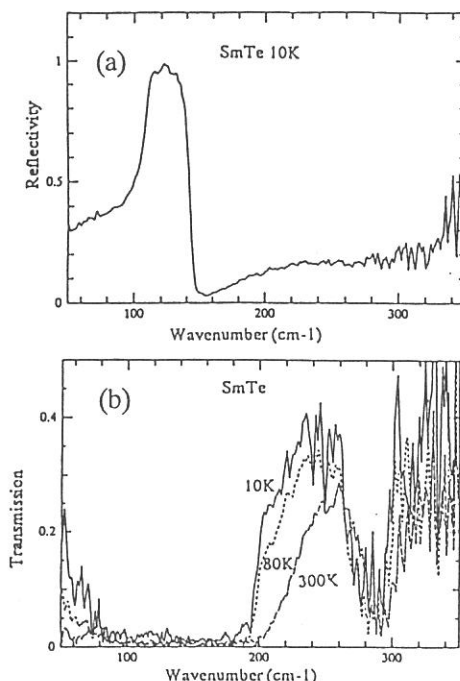 (a)
SmTe 10K
1
0.5
0
Reflectivity
100
200
300
Wavenumber (cm-1)
(b)
SmTe
0.4
0.2
0
Transmission
10K
80K
300K
100
200
300
Wavenumber (cm-1)